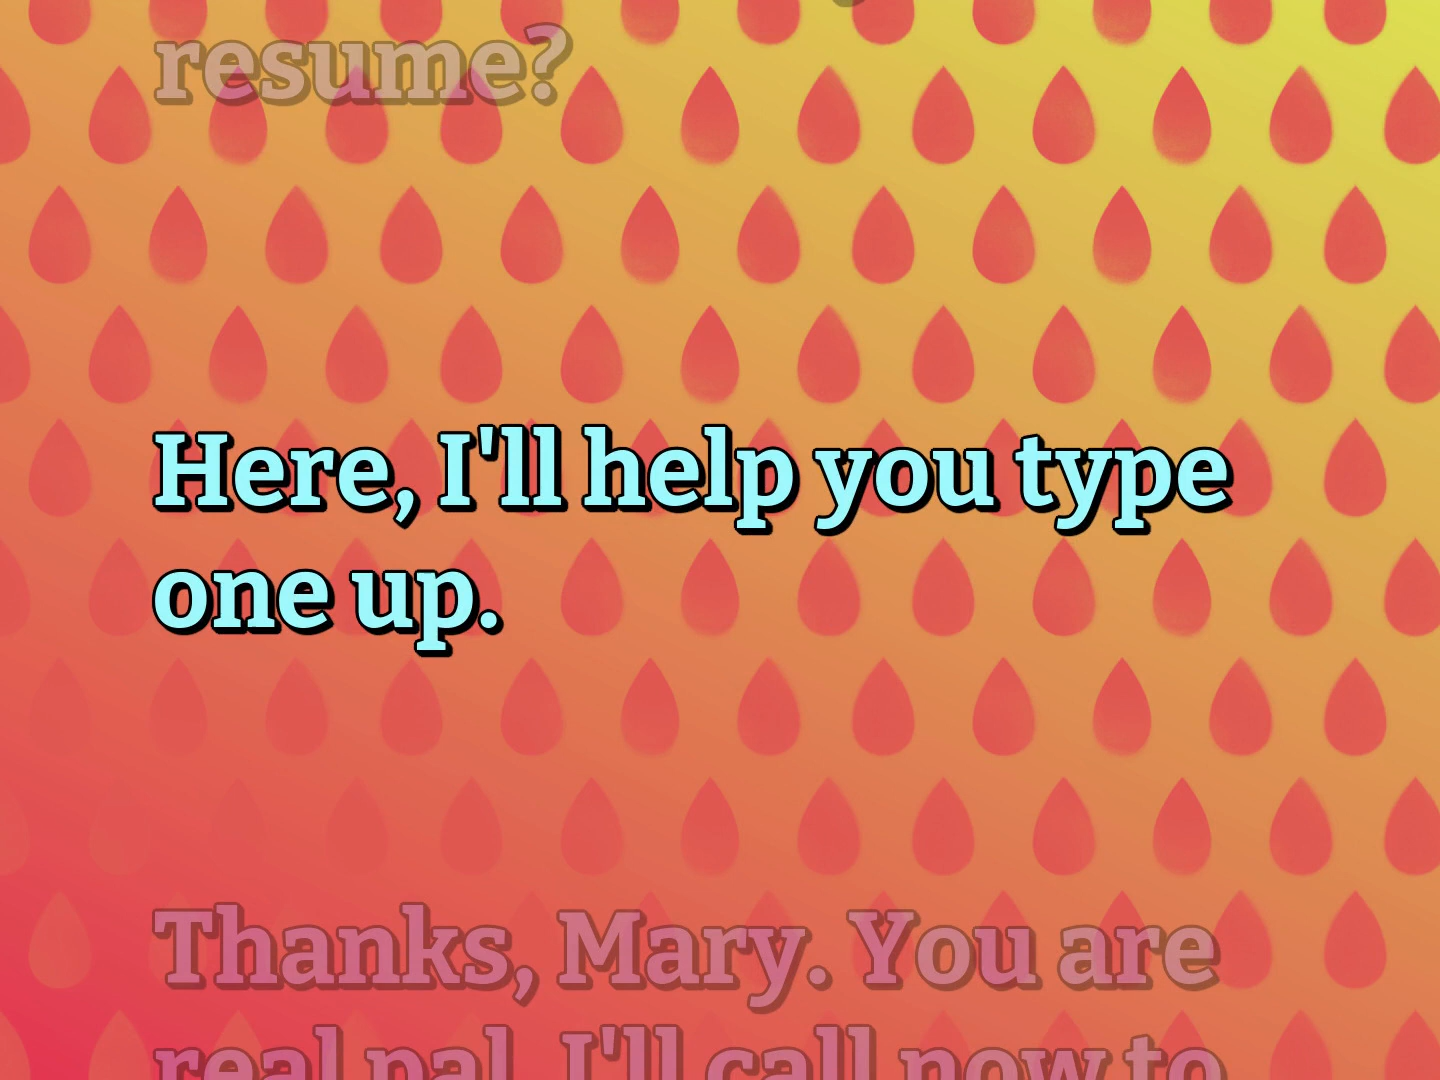 resume?
Here, I'll help you type
one up.
Thanks, Mary. You are
real pal. I'll call now to